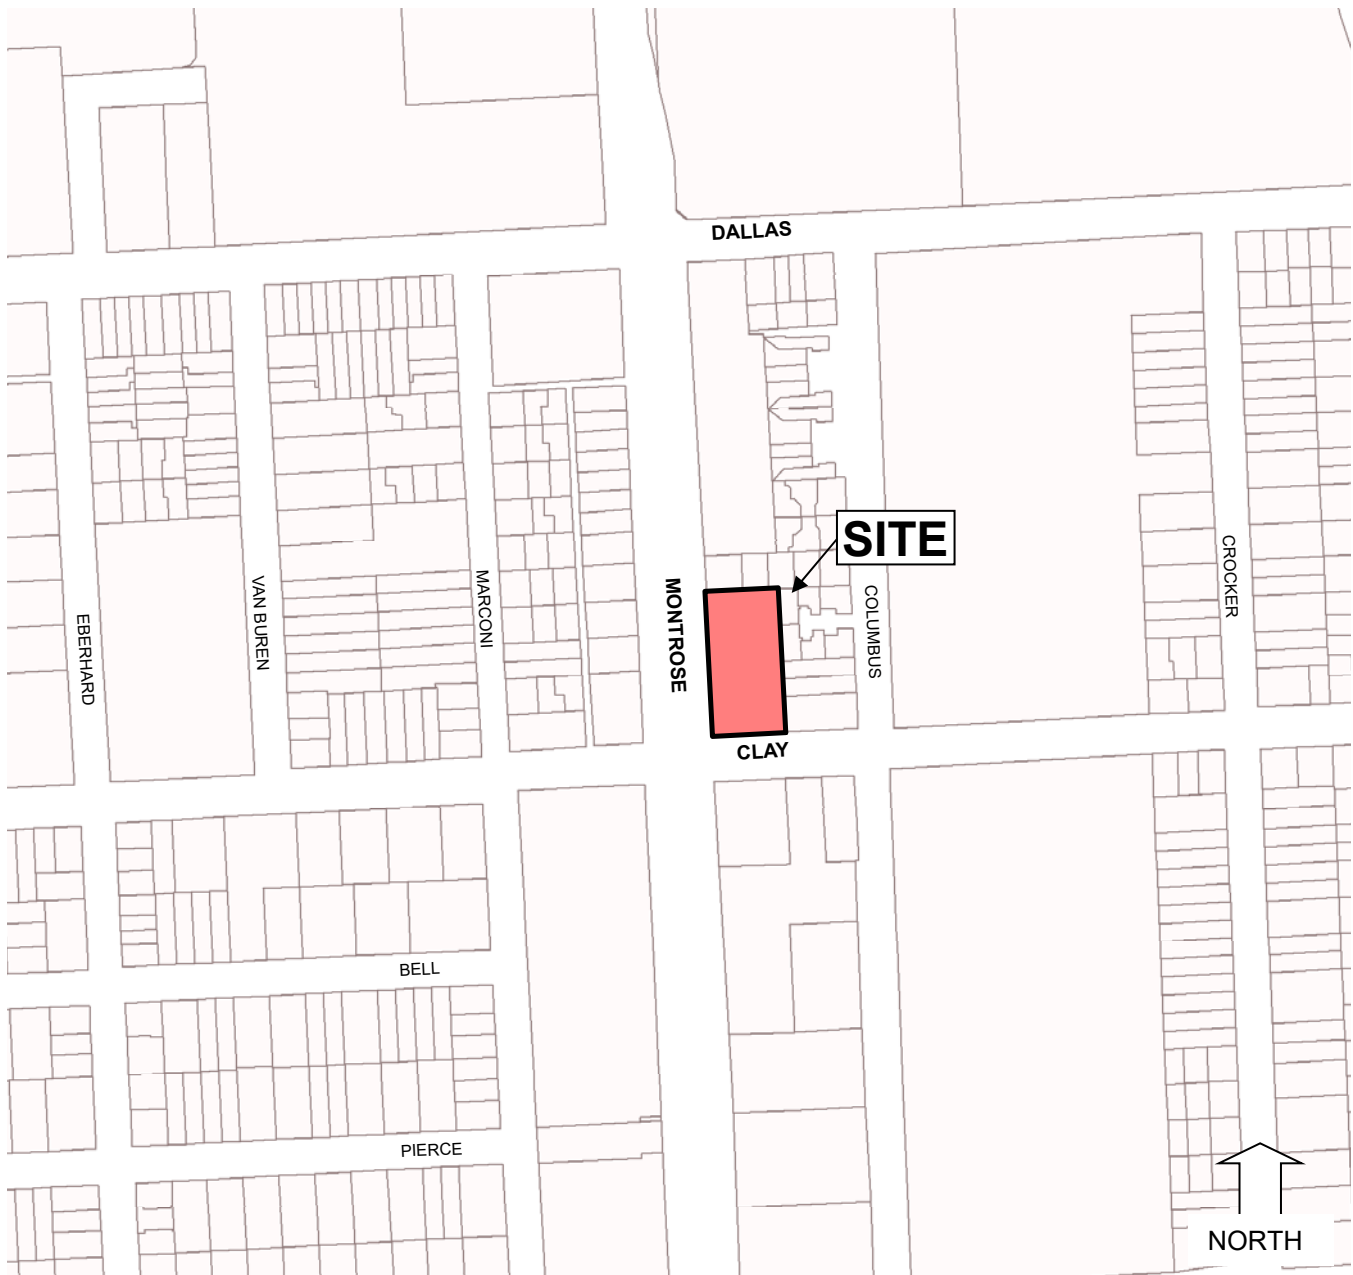 DALLAS
SITE
CROCKER
MARCONI
VAN BUREN
MONTROSE
COLUMBUS
EBERHARD
CLAY
BELL
PIERCE
NORTH